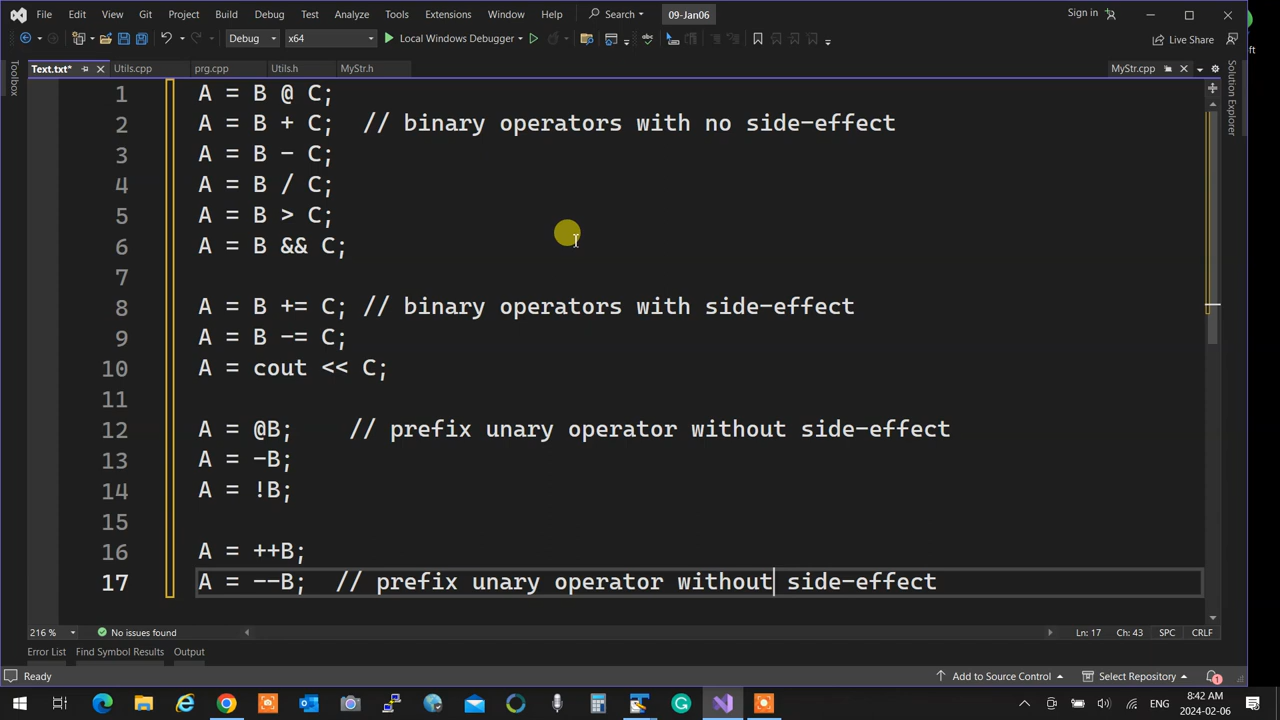 File Edit View Git Project Build Debug Test Analyze Tools Extensions Window Help Search 09-Jan06 Sign in
Debug x64 Local Windows Debugger Live Share
Text.txt* Utils.cpp prg.cpp Utils.h MyStr.h MyStr.cpp
Toolbox
Solution Explorer
1 A = B @ C;
2 A = B + C; // binary operators with no side-effect
3 A = B - C;
4 A = B / C;
5 A = B > C;
6 A = B && C;
7
8 A = B += C; // binary operators with side-effect
9 A = B -= C;
10 A = cout << C;
11
12 A = @B; // prefix unary operator without side-effect
13 A = -B;
14 A = !B;
15
16 A = ++B;
17 A = --B; // prefix unary operator without side-effect
216 % No issues found Ln: 17 Ch: 43 SPC CRLF
Error List Find Symbol Results Output
Ready Add to Source Control Select Repository 1
ENG 8:42 AM
2024-02-06